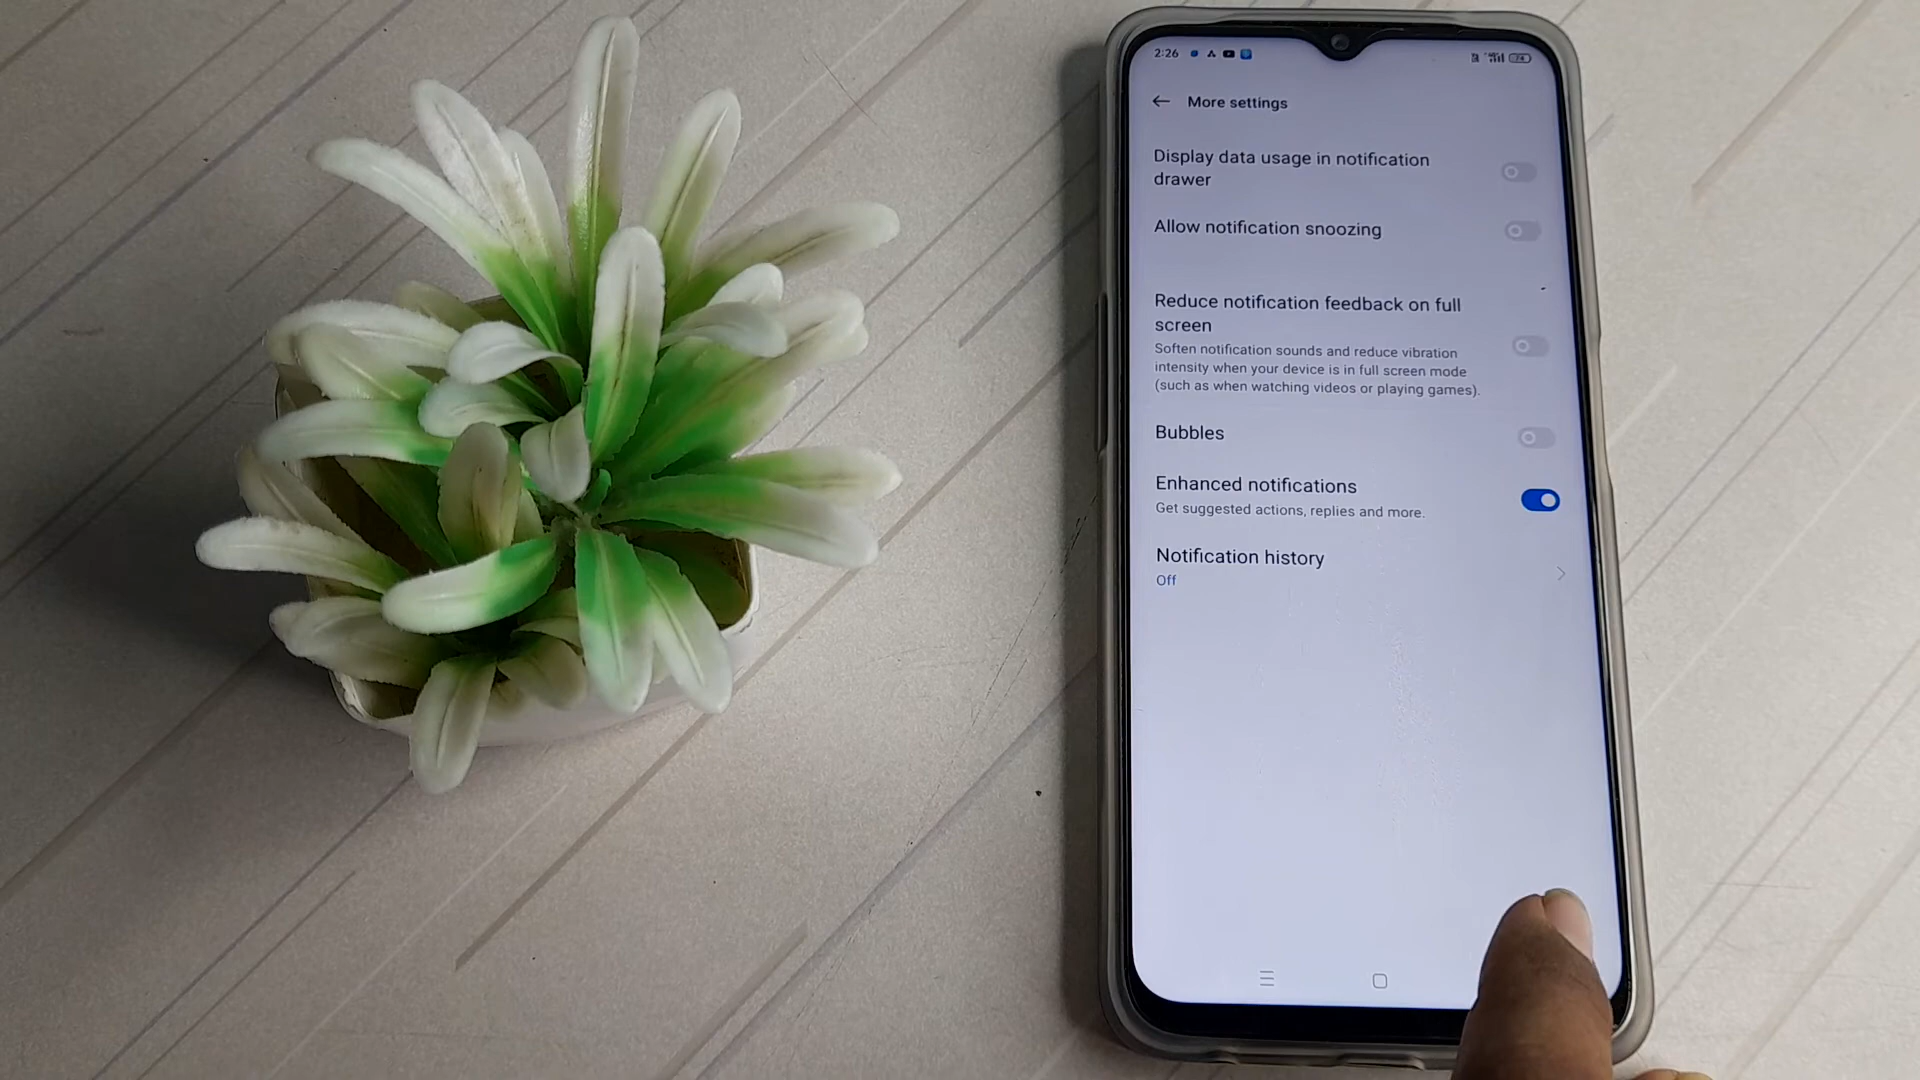 2:26
74
More settings
Display data usage in notification
drawer
Allow notification snoozing
Reduce notification feedback on full
screen
Soften notification sounds and reduce vibration
intensity when your device is in full screen mode
(such as when watching videos or playing games).
Bubbles
Enhanced notifications
Get suggested actions, replies and more.
Notification history
Off